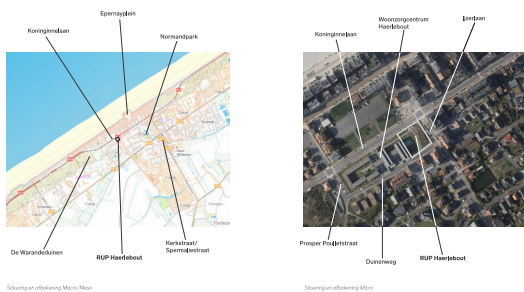 Epernayplein
Koninginnelaan
Normandpark
De Warandeduinen
RUP Haerlebout
Kerkstraat/
Spermaliestraat
Situering en afbakening Macro/Meso
Woonzorgcentrum
Haerlebout
Ijzerlaan
Koninginnelaan
Prosper Poulletstraat
Duinenweg
RUP Haerlebout
Situering en afbakening Micro